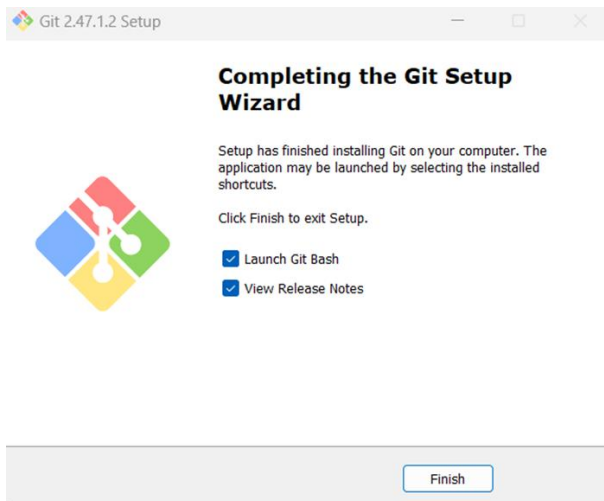 Git 2.47.1.2 Setup
Completing the Git Setup
Wizard
Setup has finished installing Git on your computer. The
application may be launched by selecting the installed
shortcuts.
Click Finish to exit Setup.
Launch Git Bash
View Release Notes
Finish